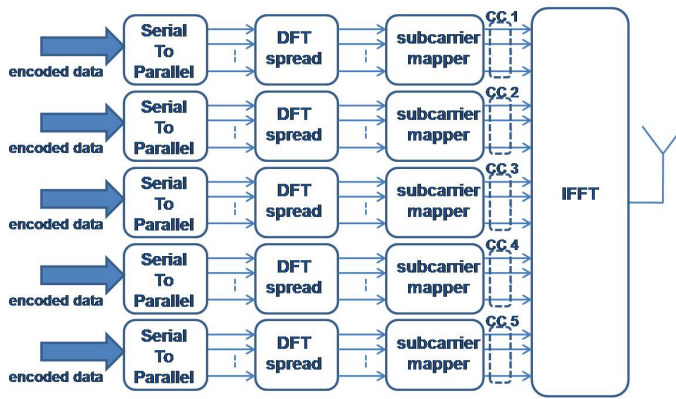 CC 1
Serial
To
Parallel
DFT
spread
subcarrier
mapper
encoded data
CC 2
Serial
To
Parallel
DFT
spread
subcarrier
mapper
encoded data
CC 3
Serial
To
Parallel
DFT
spread
subcarrier
mapper
IFFT
encoded data
CC 4
Serial
To
Parallel
DFT
spread
subcarrier
mapper
encoded data
CC 5
Serial
To
Parallel
DFT
spread
subcarrier
mapper
encoded data